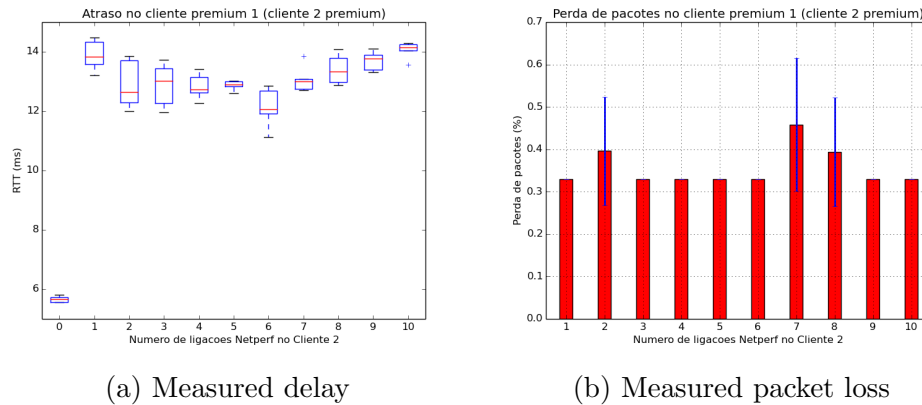 Atraso no cliente premium 1 (cliente 2 premium)
14
12
10
8
6
RTT (ms)
0 1 2 3 4 5 6 7 8 9 10
Numero de ligacoes Netperf no Cliente 2
(a) Measured delay
Perda de pacotes no cliente premium 1 (cliente 2 premium)
0.7
0.6
0.5
0.4
0.3
0.2
0.1
0.0
Perda de pacotes (%)
1 2 3 4 5 6 7 8 9 10
Numero de ligacoes Netperf no Cliente 2
(b) Measured packet loss